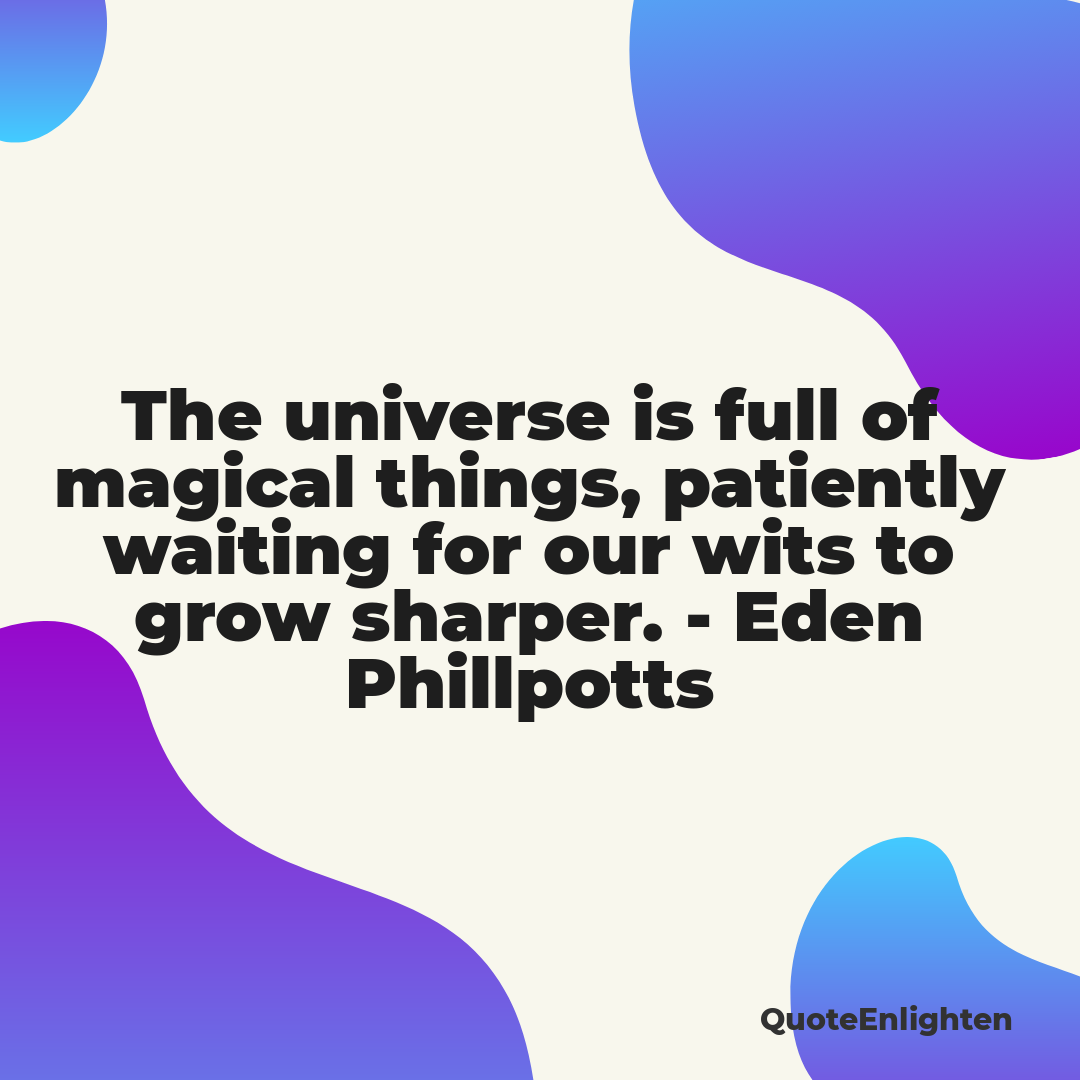 The universe is full of
magical things, patiently
waiting for our wits to
grow sharper. - Eden
Phillpotts
QuoteEnlighten